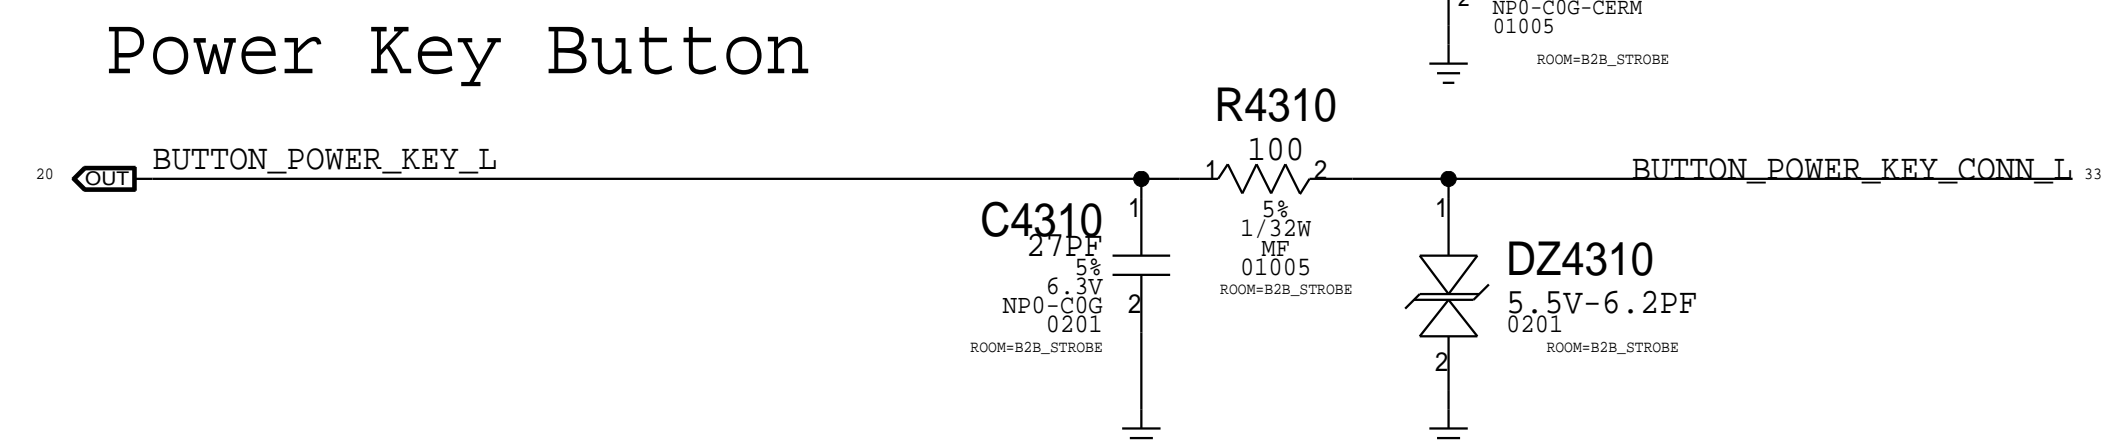 2
NP0-C0G-CERM
01005
ROOM=B2B_STROBE
Power Key Button
R4310
100
20
OUT
BUTTON_POWER_KEY_L
1
2
BUTTON_POWER_KEY_CONN_L
33
5%
1/32W
MF
01005
ROOM=B2B_STROBE
C4310
1
27PF
5%
6.3V
NP0-C0G
2
0201
ROOM=B2B_STROBE
1
DZ4310
5.5V-6.2PF
0201
ROOM=B2B_STROBE
2